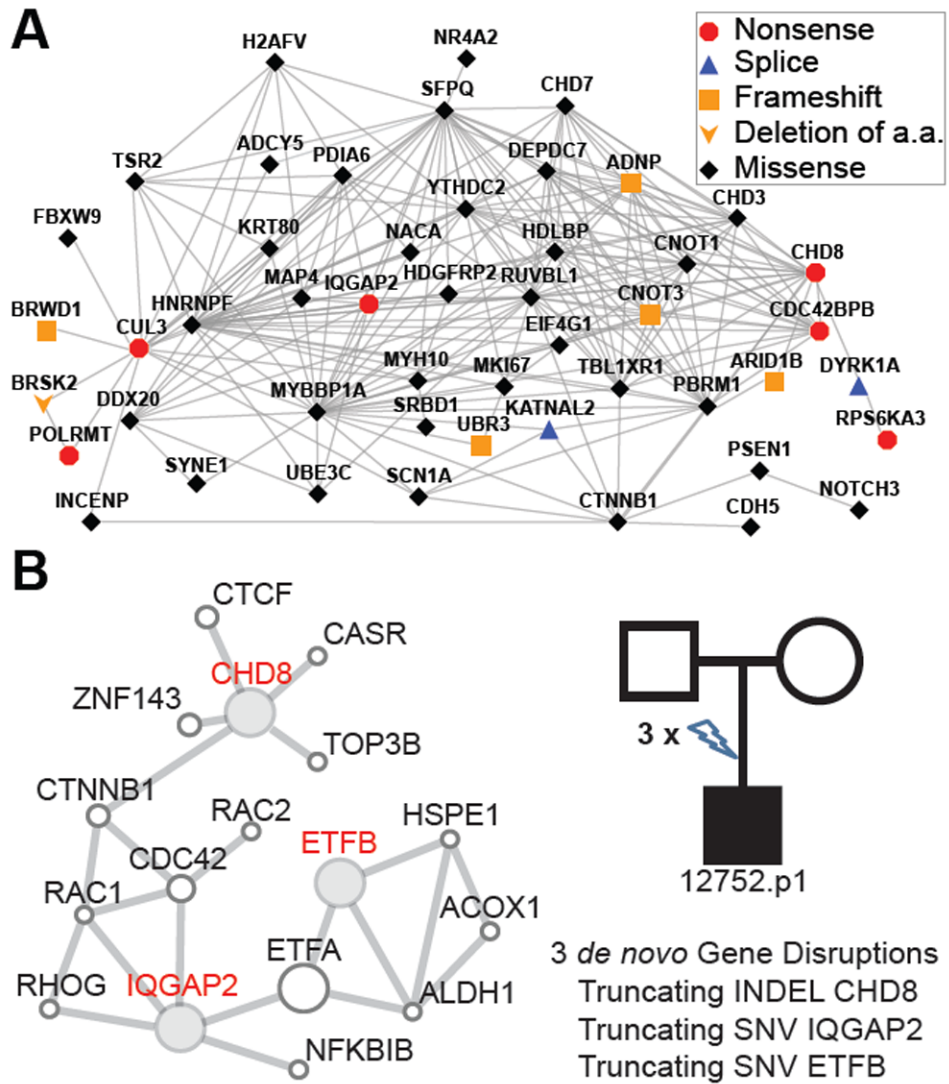 A
Nonsense
Splice
Frameshift
Deletion of a.a.
Missense
H2AFV
NR4A2
SFPQ
CHD7
ADCY5
PDIA6
DEPDC7
ADNP
TSR2
YTHDC2
CHD3
FBXW9
KRT80
NACA
HDLBP
CNOT1
CHD8
MAP4
IQGAP2
HDGFRP2
RUVBL1
BRWD1
HNRNPF
CNOT3
CDC42BPB
CUL3
EIF4G1
MYH10
MKI67
TBL1XR1
ARID1B
DYRK1A
BRSK2
DDX20
MYBBP1A
PBRM1
SRBD1
KATNAL2
RPS6KA3
POLRMT
UBR3
SYNE1
UBE3C
SCN1A
PSEN1
INCENP
CTNNB1
CDH5
NOTCH3
B
CTCF
CASR
CHD8
ZNF143
TOP3B
CTNNB1
RAC2
HSPE1
ETFB
CDC42
RAC1
ACOX1
ETFA
RHOG
IQGAP2
ALDH1
NFKBIB
3 x
12752.p1
3 de novo Gene Disruptions
Truncating INDEL CHD8
Truncating SNV IQGAP2
Truncating SNV ETFB